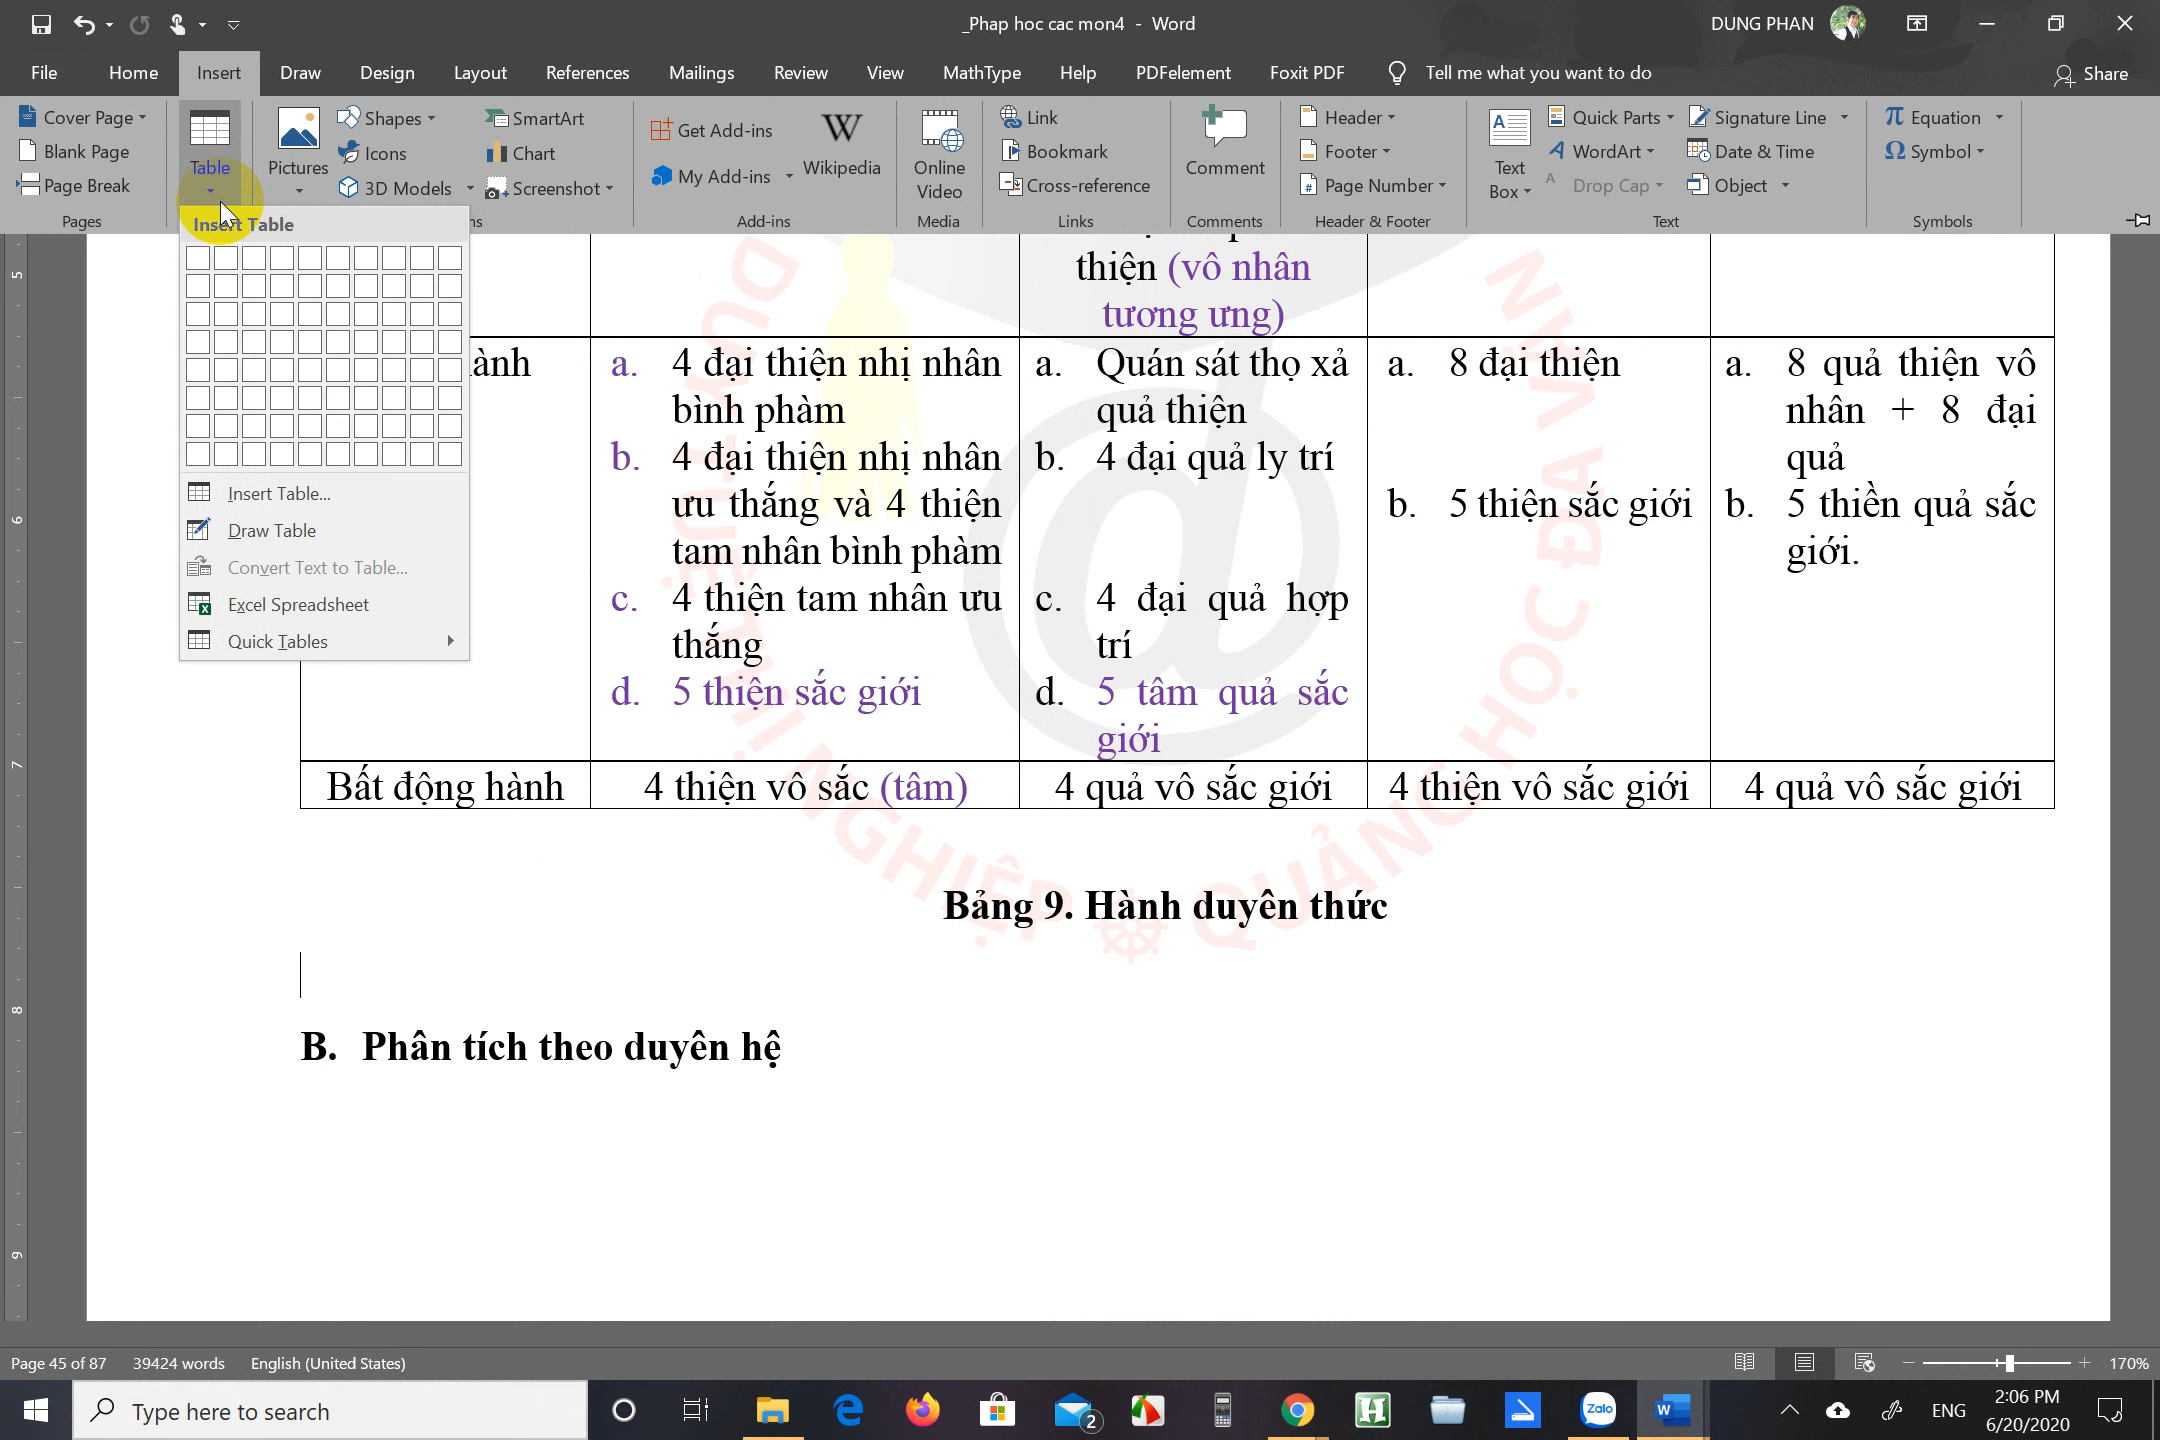 _Phap hoc cac mon4 - Word
DUNG PHAN
File Home Insert Draw Design Layout References Mailings Review View MathType Help PDFelement Foxit PDF Tell me what you want to do Share
Cover Page
Blank Page
Page Break
Pages
Table
Pictures
Shapes
Icons
3D Models
SmartArt
Chart
Screenshot
ns
Get Add-ins
My Add-ins
Wikipedia
Add-ins
Online
Video
Media
Link
Bookmark
Cross-reference
Links
Comment
Comments
Header
Footer
Page Number
Header & Footer
Text
Box
Quick Parts
WordArt
Drop Cap
Signature Line
Date & Time
Object
Text
Equation
Symbol
Symbols
Insert Table
Insert Table...
Draw Table
Convert Text to Table...
Excel Spreadsheet
Quick Tables
thiện (vô nhân
tương ưng)
ành
a. 4 đại thiện nhị nhân
bình phàm
b. 4 đại thiện nhị nhân
ưu thắng và 4 thiện
tam nhân bình phàm
c. 4 thiện tam nhân ưu
thắng
d. 5 thiện sắc giới
a. Quán sát thọ xả
quả thiện
b. 4 đại quả ly trí
c. 4 đại quả hợp
trí
d. 5 tâm quả sắc
giới
a. 8 đại thiện
b. 5 thiện sắc giới
a. 8 quả thiện vô
nhân + 8 đại
quả
b. 5 thiền quả sắc
giới.
Bất động hành
4 thiện vô sắc (tâm)
4 quả vô sắc giới
4 thiện vô sắc giới
4 quả vô sắc giới
Bảng 9. Hành duyên thức
B. Phân tích theo duyên hệ
5
6
7
8
9
Page 45 of 87 39424 words English (United States)
170%
Type here to search
2
Zalo
ENG
2:06 PM
6/20/2020